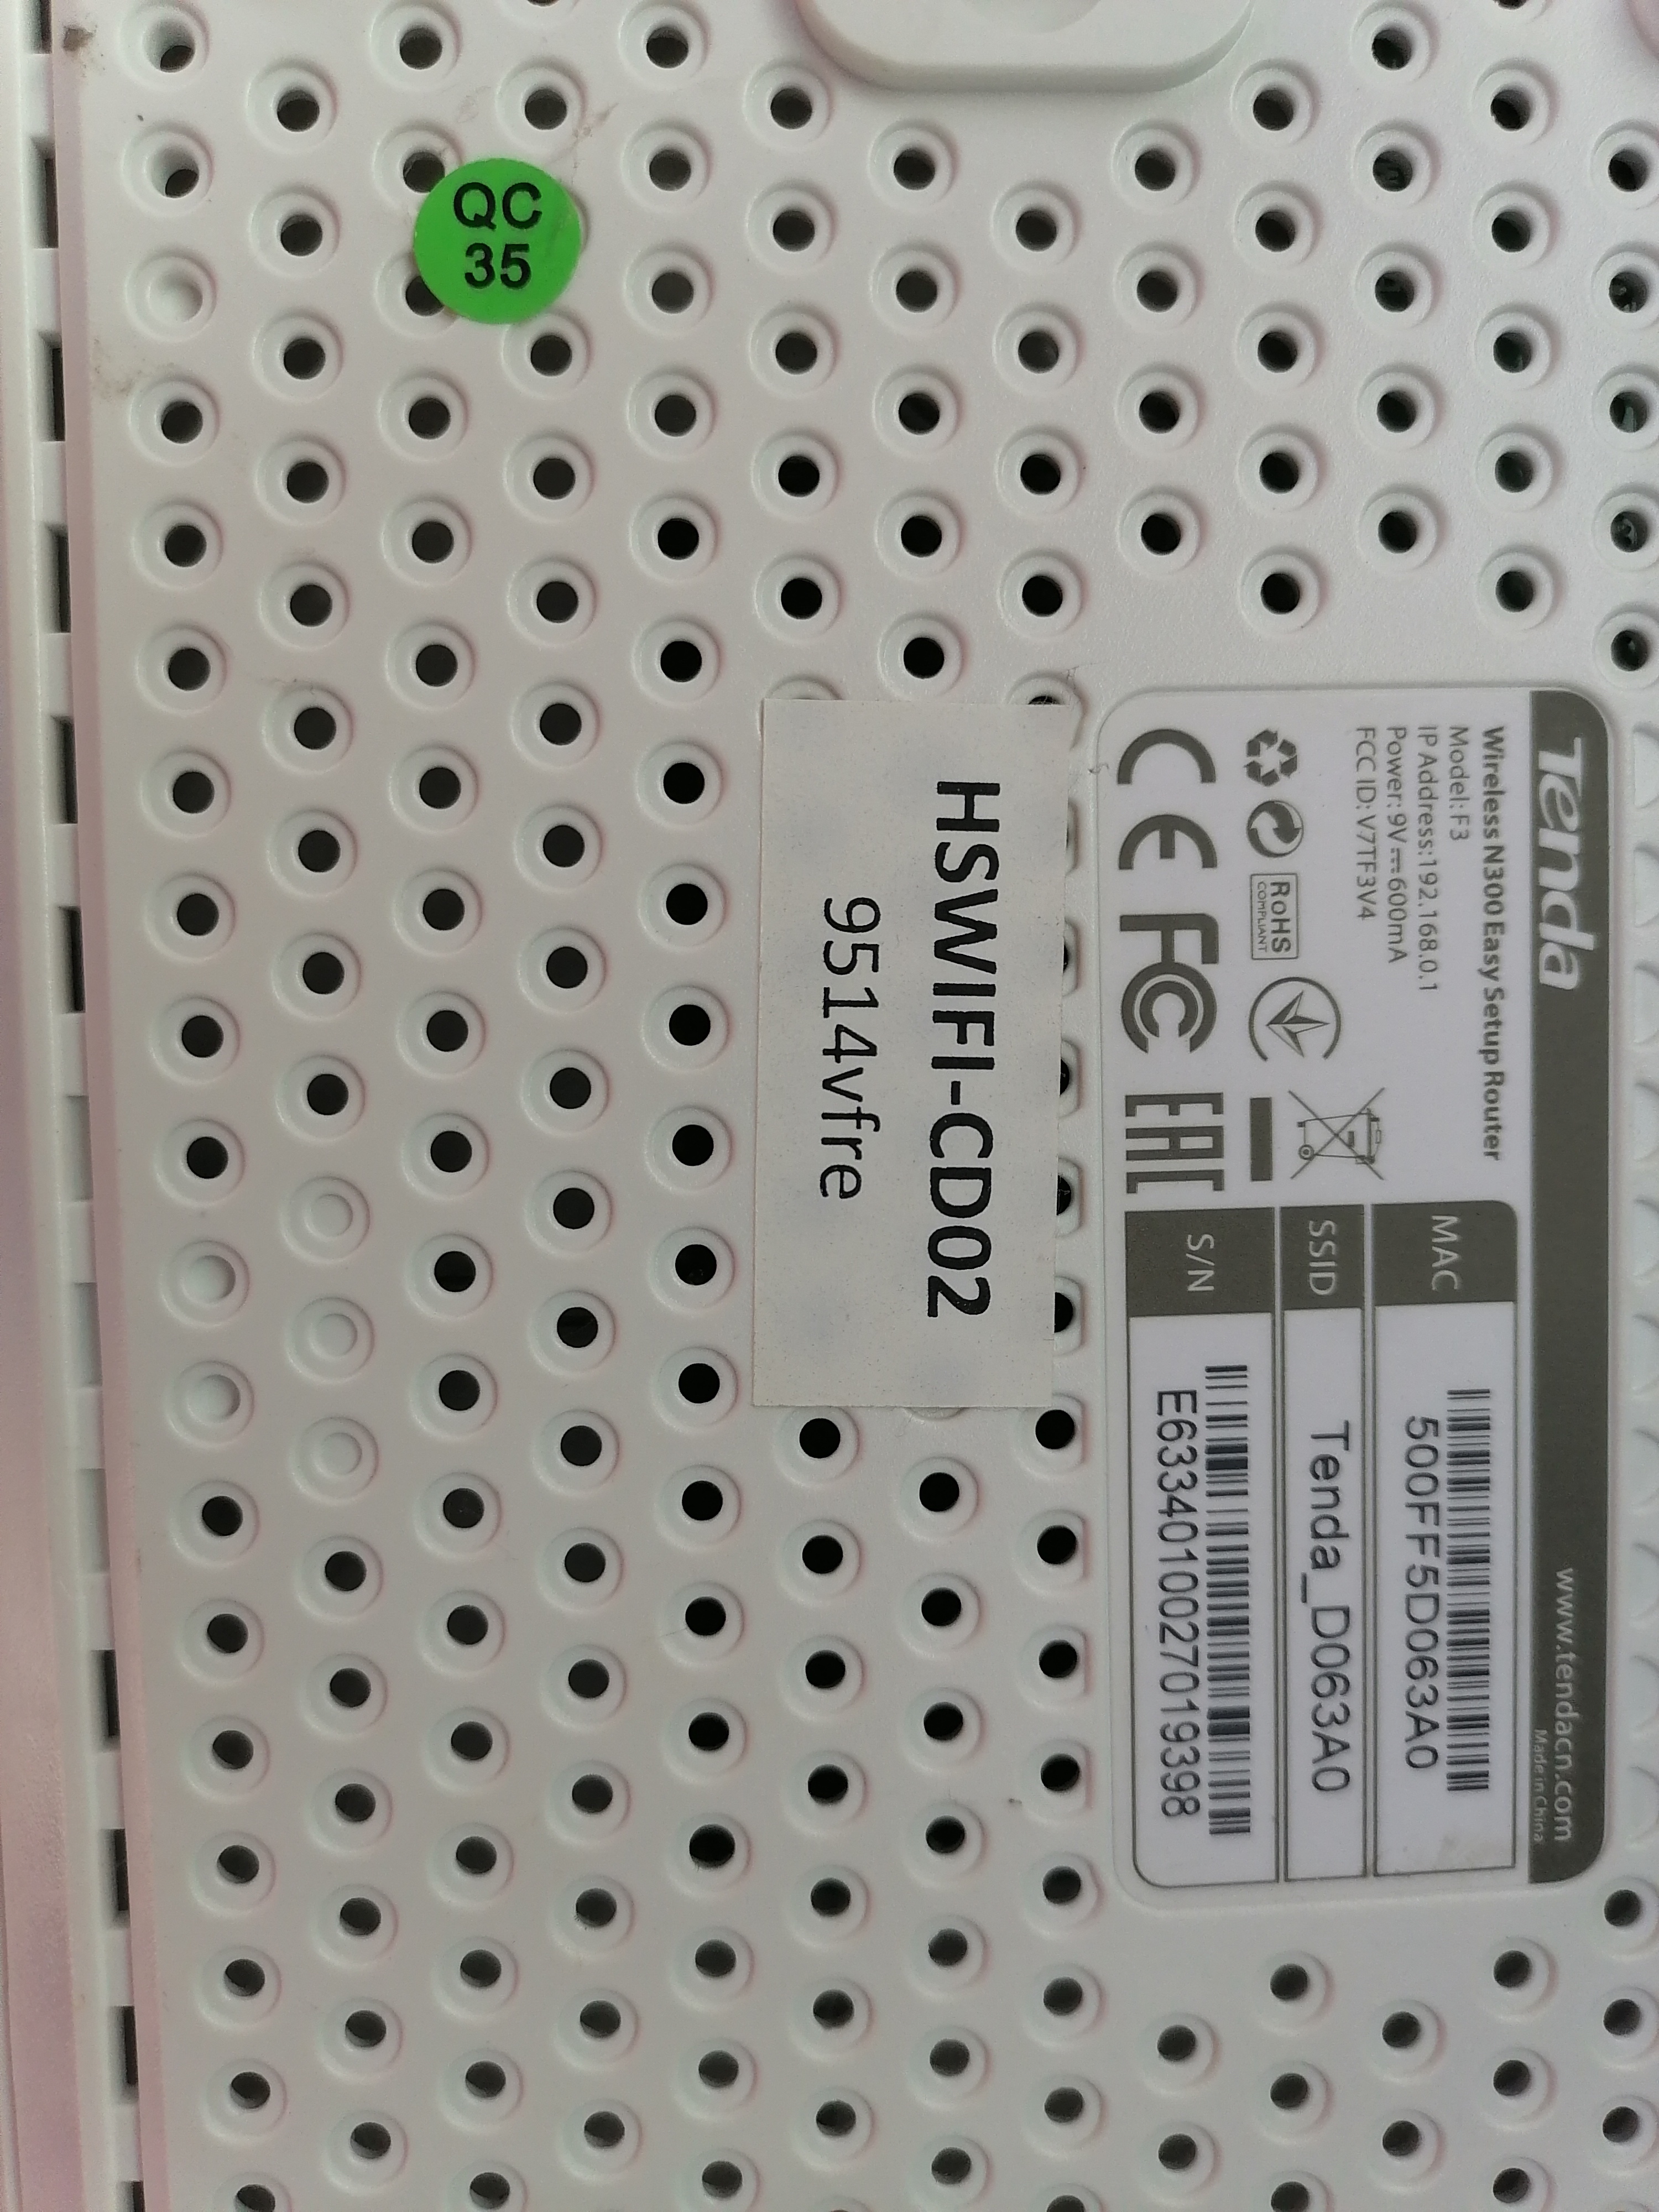 QC
35
Tenda
www.tendacn.com
Made in China
Wireless N300 Easy Setup Router
Model: F3
IP Address:192.168.0.1
Power: 9V⎓600mA
FCC ID: V7TF3V4
RoHS
COMPLIANT
CE FC EAC
MAC
500FF5D063A0
SSID
Tenda_D063A0
S/N
E6334010027019398
HSWIFI-CD02
9514vfre